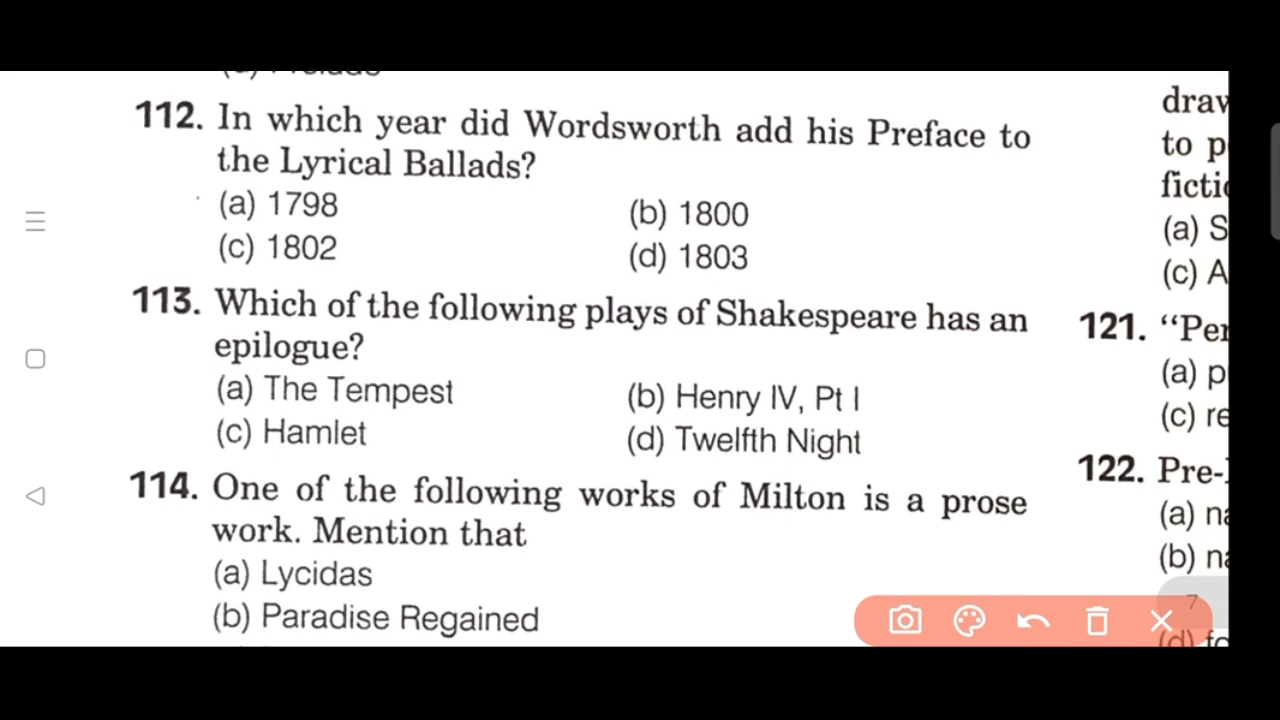 112. In which year did Wordsworth add his Preface to
the Lyrical Ballads?
(a) 1798 (b) 1800
(c) 1802 (d) 1803
113. Which of the following plays of Shakespeare has an
epilogue?
(a) The Tempest (b) Henry IV, Pt I
(c) Hamlet (d) Twelfth Night
114. One of the following works of Milton is a prose
work. Mention that
(a) Lycidas
(b) Paradise Regained
to
(a) S
(c) A
121.
(a) p
(c) re
122. Pre-
(a)
(b)
7
(d)